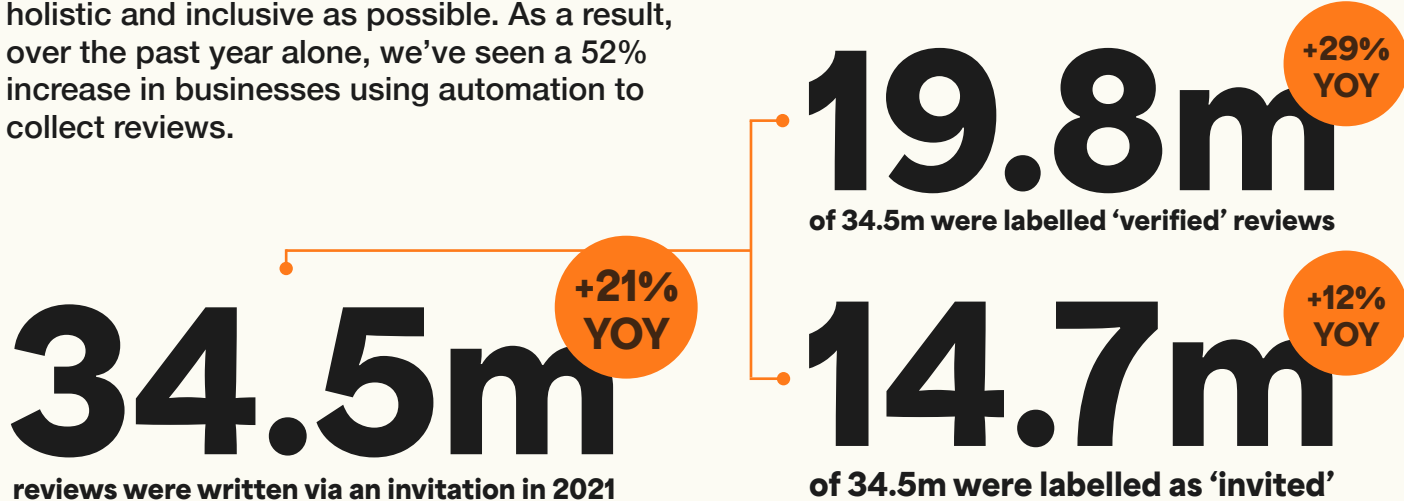 holistic and inclusive as possible. As a result,
over the past year alone, we’ve seen a 52%
increase in businesses using automation to
collect reviews.
34.5m
+21%
YOY
reviews were written via an invitation in 2021
19.8m
+29%
YOY
of 34.5m were labelled ‘verified’ reviews
14.7m
+12%
YOY
of 34.5m were labelled as ‘invited’